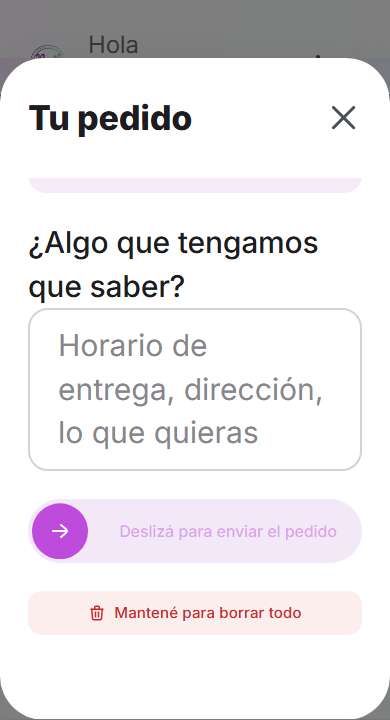 Hola
Tu pedido
¿Algo que tengamos
que saber?
Horario de
entrega, dirección,
lo que quieras
Deslizá para enviar el pedido
Mantené para borrar todo